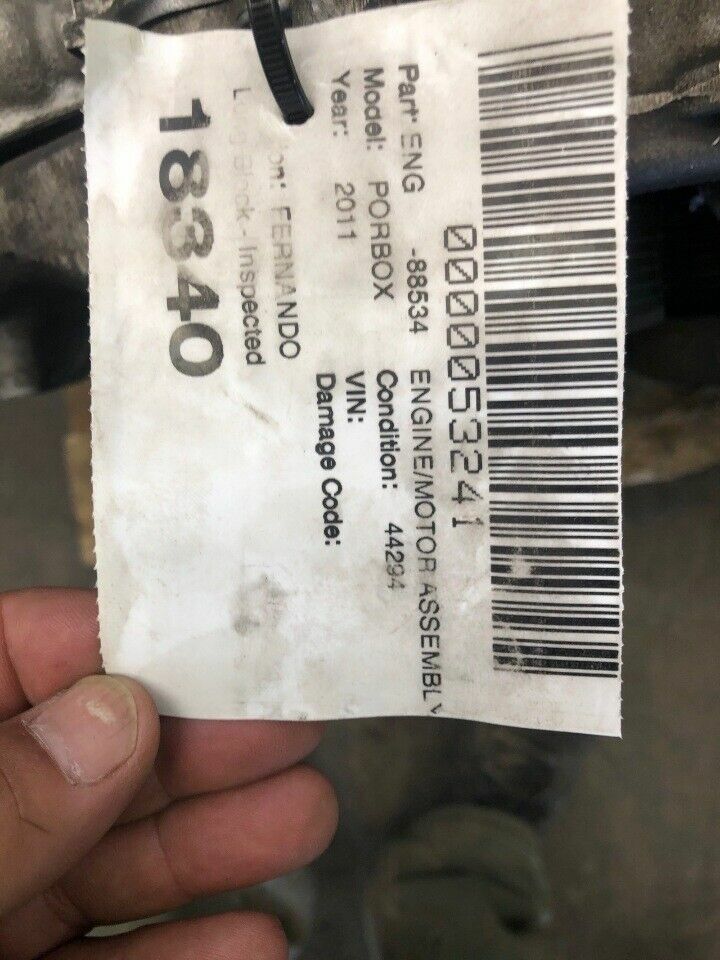 0000053241
Part: ENG -88534 ENGINE/MOTOR ASSEMBLY
Model: PORBOX Condition: 44294
Year: 2011 VIN:
Damage Code:
FERNANDO
Block - Inspected
18340